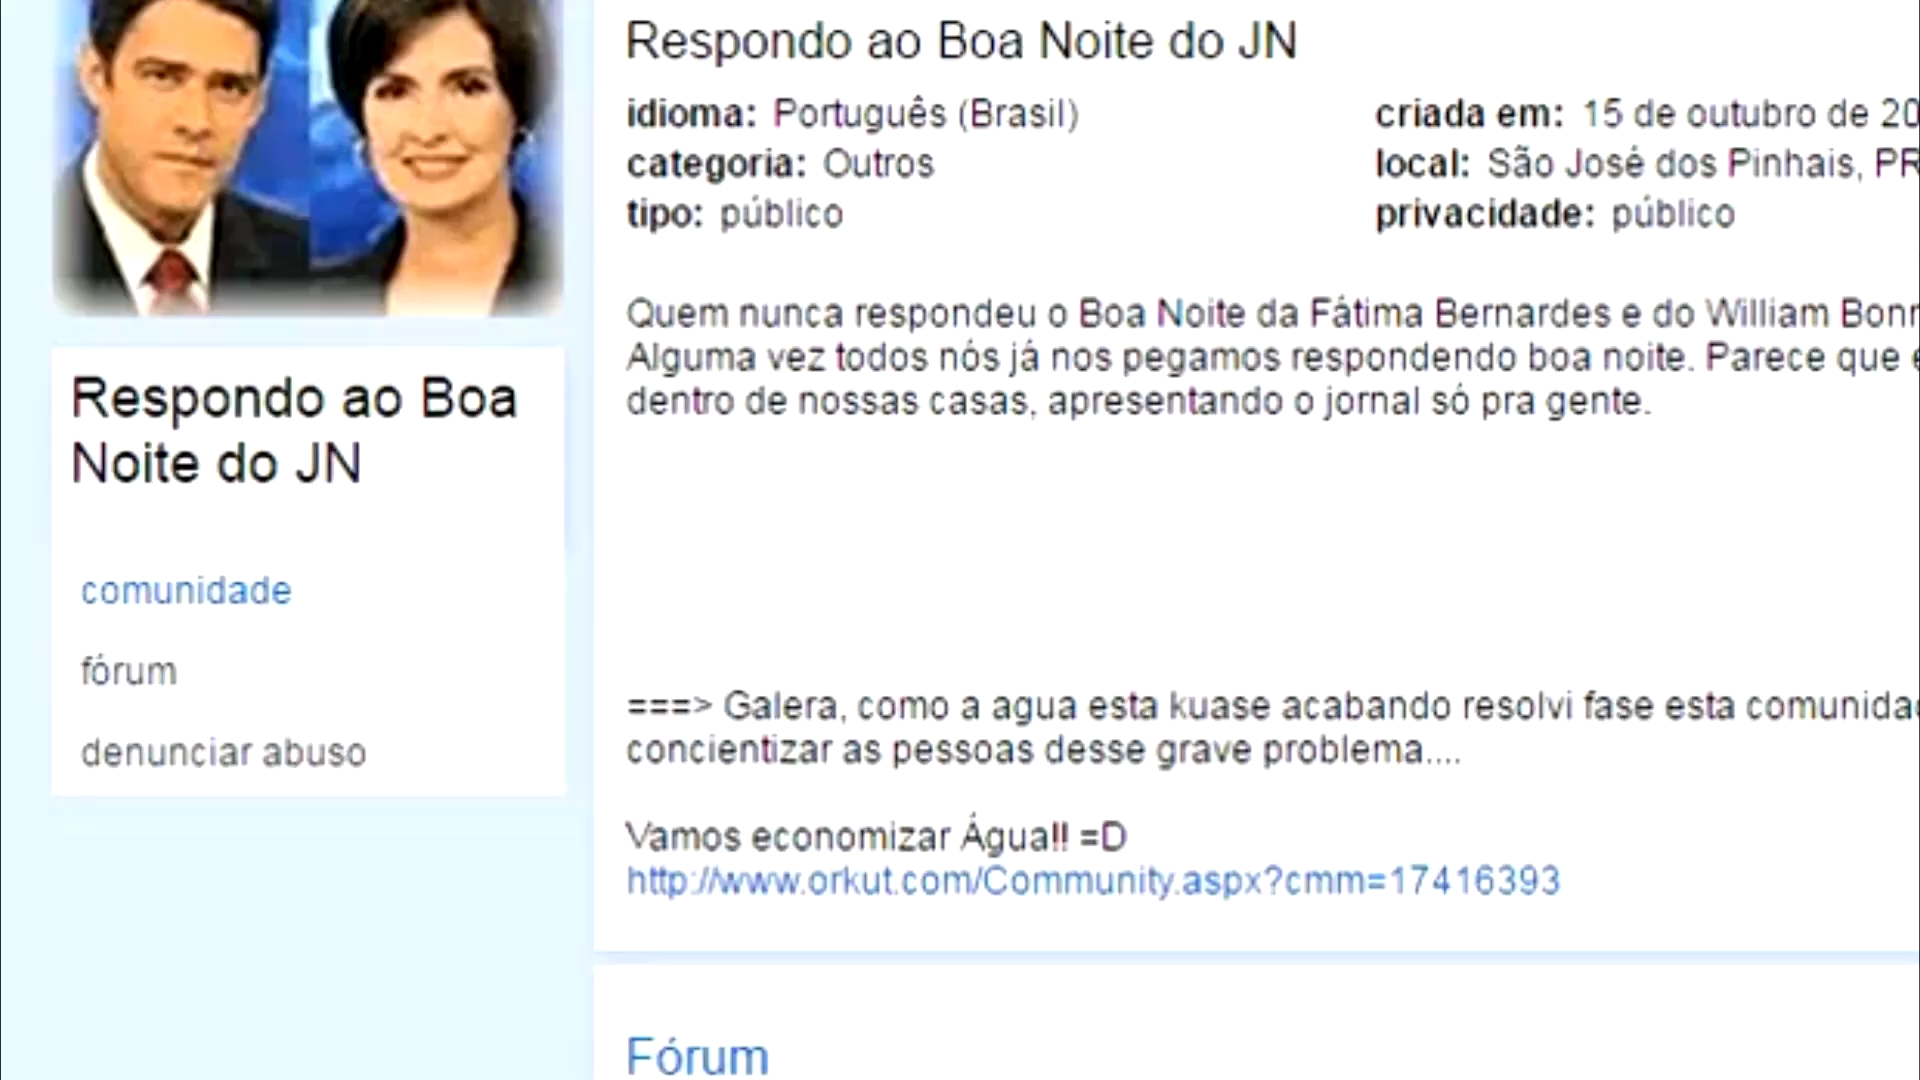 Respondo ao Boa Noite do JN
idioma: Português (Brasil)
categoria: Outros
tipo: público
criada em: 15 de outubro de 20
local: São José dos Pinhais, PR
privacidade: público
Quem nunca respondeu o Boa Noite da Fátima Bernardes e do William Bonn
Alguma vez todos nós já nos pegamos respondendo boa noite. Parece que e
dentro de nossas casas, apresentando o jornal só pra gente.
===> Galera, como a agua esta kuase acabando resolvi fase esta comunidad
concientizar as pessoas desse grave problema....
Vamos economizar Água!! =D
http://www.orkut.com/Community.aspx?cmm=17416393
Fórum
Respondo ao Boa
Noite do JN
comunidade
fórum
denunciar abuso